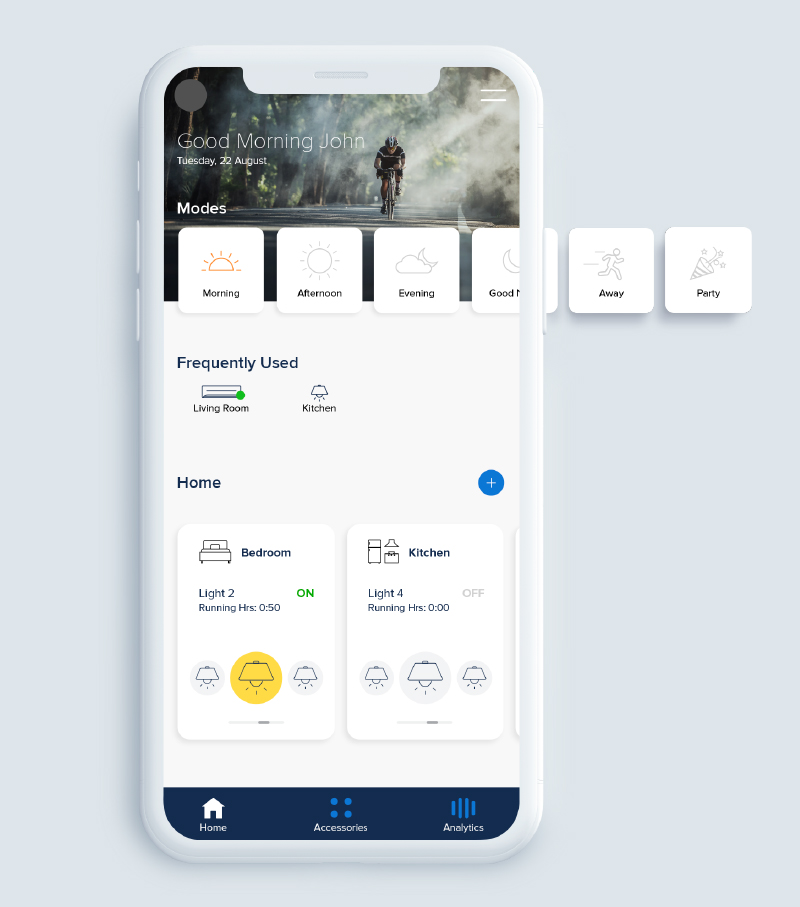 Good Morning John
Tuesday, 22 August
Modes
Morning
Afternoon
Evening
Good N
Away
Party
Frequently Used
Living Room
Kitchen
Home
Bedroom
Light 2
ON
Running Hrs: 0:50
Kitchen
Light 4
OFF
Running Hrs: 0:00
Home
Accessories
Analytics